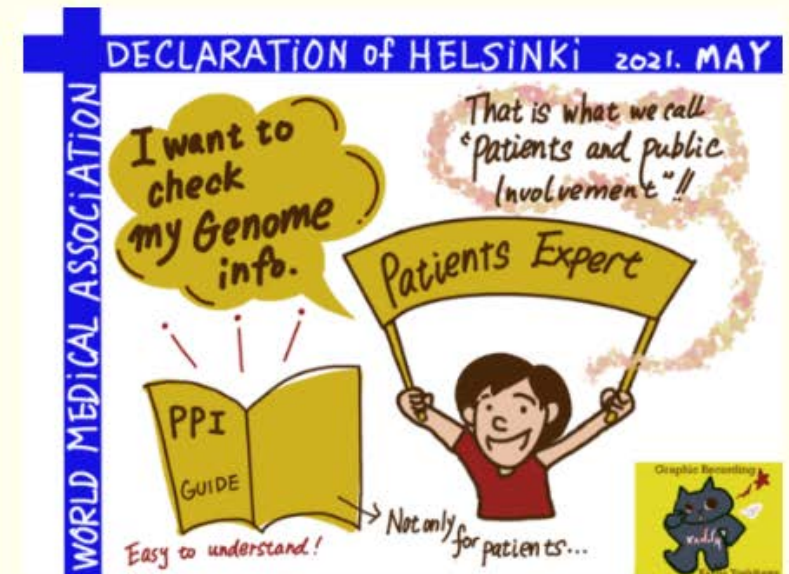 DECLARATiON of HELSiNKi 2021. MAY
WORLD MEDiCAL ASSOCiATiON
I want to
check
my Genome
info.
That is what we call
"Patients and public
Involvement"!!
Patients Expert
PPI
GUIDE
Easy to understand!
Not only
for patients...
Graphic Recording